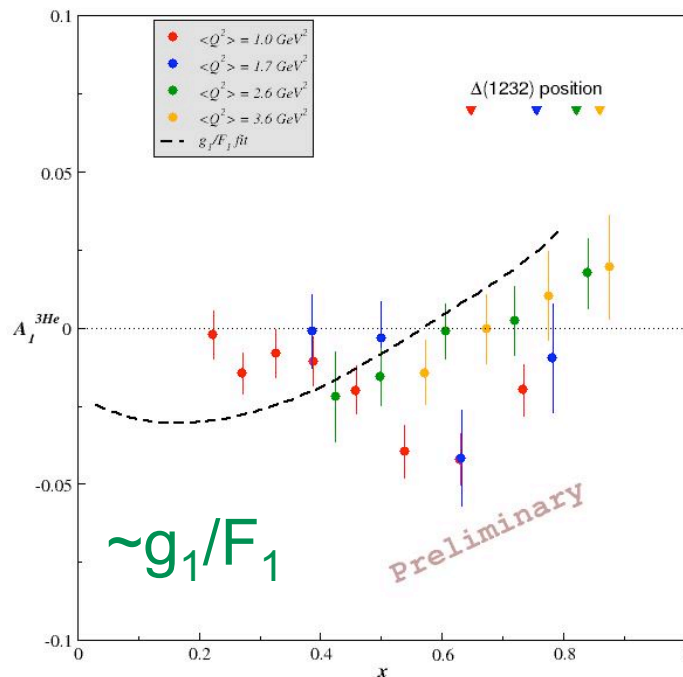 0.1
<Q²> = 1.0 GeV²
<Q²> = 1.7 GeV²
<Q²> = 2.6 GeV²
<Q²> = 3.6 GeV²
g₁/F₁ fit
Δ(1232) position
0.05
A₁³ᴴᵉ
0
-0.05
~g₁/F₁
Preliminary
-0.1
0 0.2 0.4 0.6 0.8
x